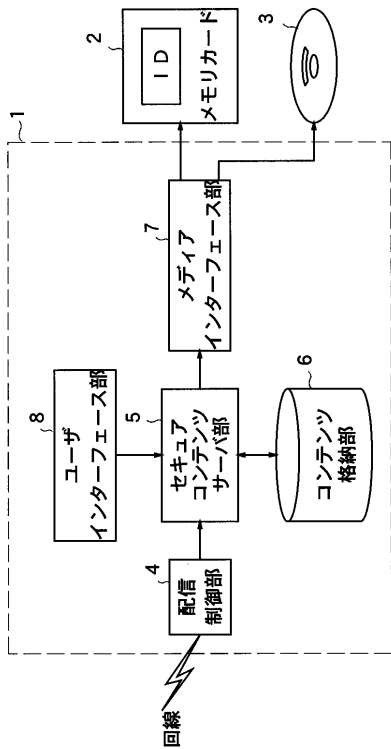 1
2
ID
メモリカード
3
7
メディア
インターフェース部
8
ユーザ
インターフェース部
5
セキュア
コンテンツ
サーバ部
6
コンテンツ
格納部
4
配信
制御部
回線